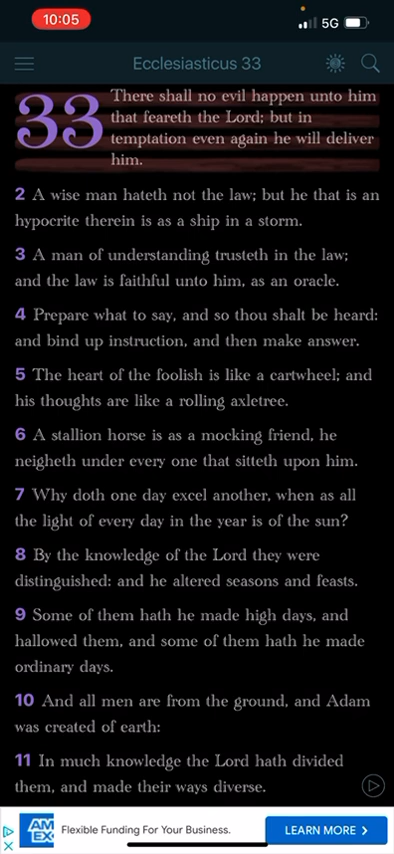 10:05
5G
Ecclesiasticus 33
33 There shall no evil happen unto him
that feareth the Lord; but in
temptation even again he will deliver
him.
2 A wise man hateth not the law; but he that is an
hypocrite therein is as a ship in a storm.
3 A man of understanding trusteth in the law;
and the law is faithful unto him, as an oracle.
4 Prepare what to say, and so thou shalt be heard:
and bind up instruction, and then make answer.
5 The heart of the foolish is like a cartwheel; and
his thoughts are like a rolling axletree.
6 A stallion horse is as a mocking friend, he
neigheth under every one that sitteth upon him.
7 Why doth one day excel another, when as all
the light of every day in the year is of the sun?
8 By the knowledge of the Lord they were
distinguished: and he altered seasons and feasts.
9 Some of them hath he made high days, and
hallowed them, and some of them hath he made
ordinary days.
10 And all men are from the ground, and Adam
was created of earth:
11 In much knowledge the Lord hath divided
them, and made their ways diverse.
AM
EX
Flexible Funding For Your Business.
LEARN MORE >